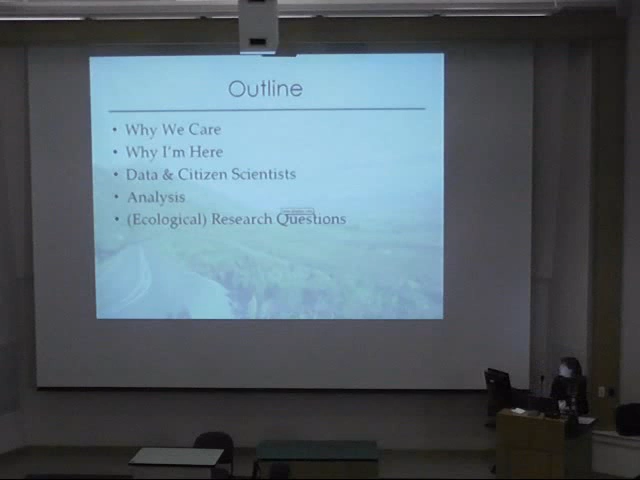 Outline
• Why We Care
• Why I'm Here
• Data & Citizen Scientists
• Analysis
• (Ecological) Research Questions